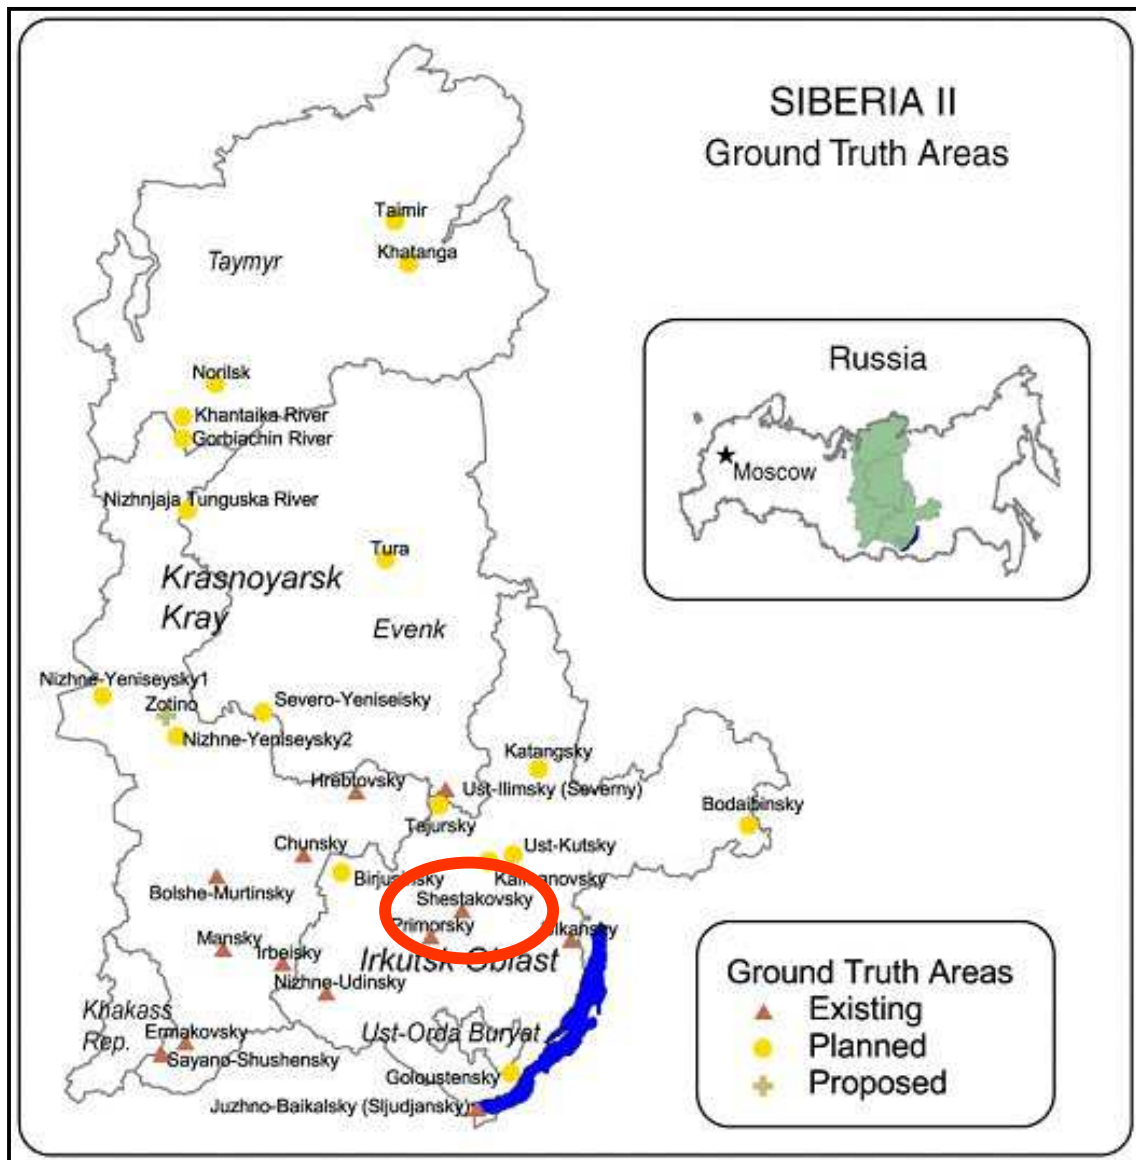 SIBERIA II
Ground Truth Areas
Taimir
Khatanga
Taymyr
Norilsk
Khantaika River
Gorbiachin River
Nizhnjaja Tunguska River
Tura
Krasnoyarsk
Kray
Evenk
Russia
Moscow
Nizhne-Yeniseysky1
Zotino
Severo-Yeniseisky
Nizhne-Yeniseysky2
Katangsky
Hrebtovsky
Ust-Ilimsky (Severny)
Bodaibinsky
Tajursky
Chunsky
Ust-Kutsky
Birjusinsky
Kaimanovsky
Bolshe-Murtinsky
Shestakovsky
Primorsky
Mansky
Irbeisky
Irkutsk Oblast
Nizhne-Udinsky
Khakass
Rep.
Ermakovsky
Ust-Orda Buryat
Sayano-Shushensky
Goloustensky
Juzhno-Baikalsky (Sljudjansky)
Ground Truth Areas
Existing
Planned
Proposed